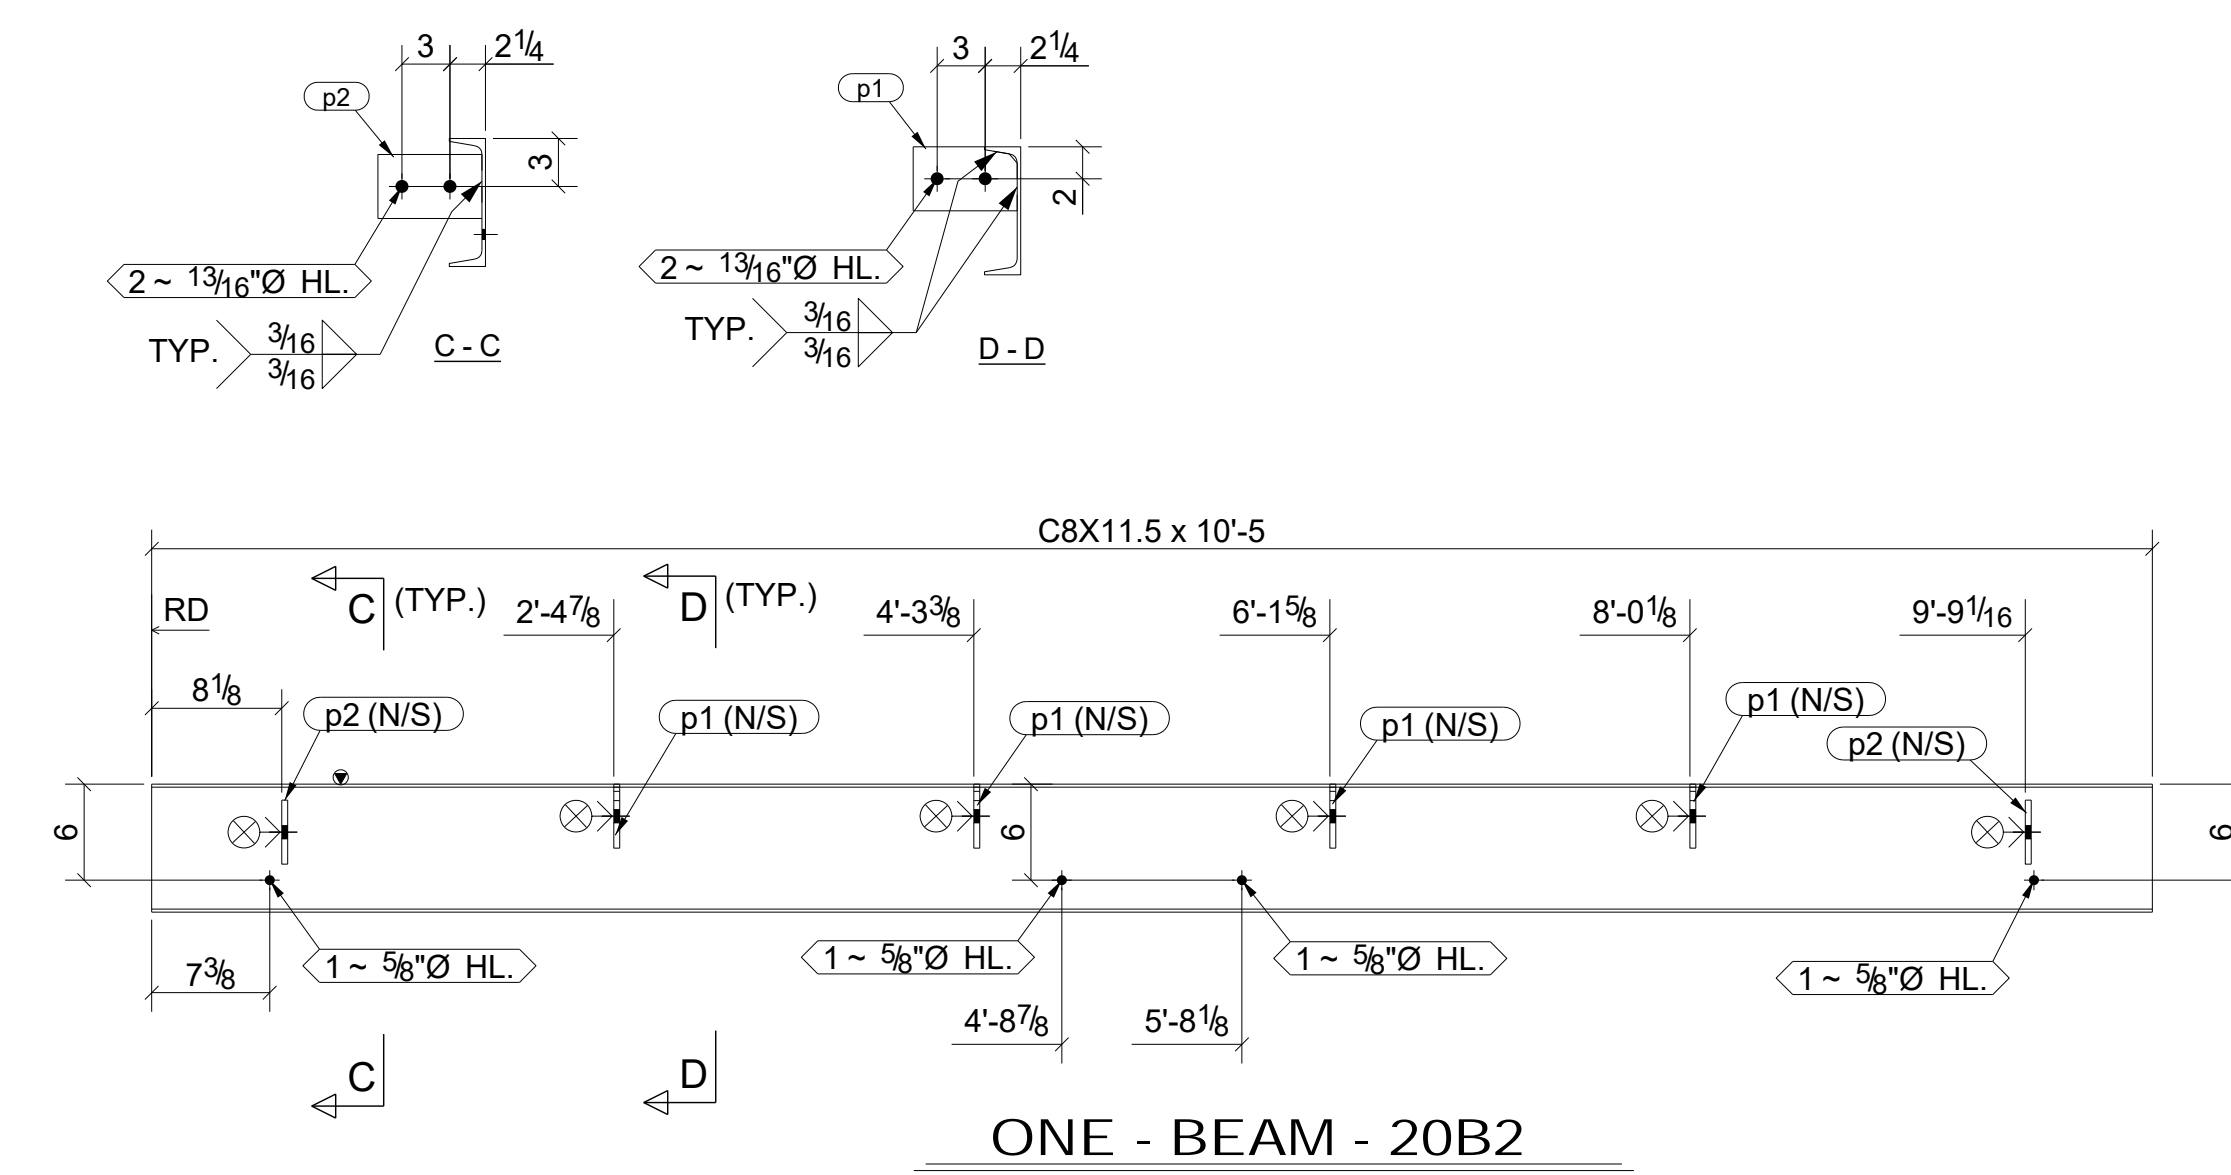 3 2 1/4
3 2 1/4
p2
p1
3
2
2 ~ 13/16"Ø HL.
2 ~ 13/16"Ø HL.
TYP. 3/16
3/16
C - C
TYP. 3/16
3/16
D - D
C8X11.5 x 10'-5
RD
C (TYP.)
2'-4 7/8
D (TYP.)
4'-3 3/8
6'-1 5/8
8'-0 1/8
9'-9 1/16
8 1/8
p2 (N/S)
p1 (N/S)
p1 (N/S)
p1 (N/S)
p1 (N/S)
p2 (N/S)
6
6
6
7 3/8
1 ~ 5/8"Ø HL.
1 ~ 5/8"Ø HL.
1 ~ 5/8"Ø HL.
1 ~ 5/8"Ø HL.
4'-8 7/8
5'-8 1/8
C
D
ONE - BEAM - 20B2